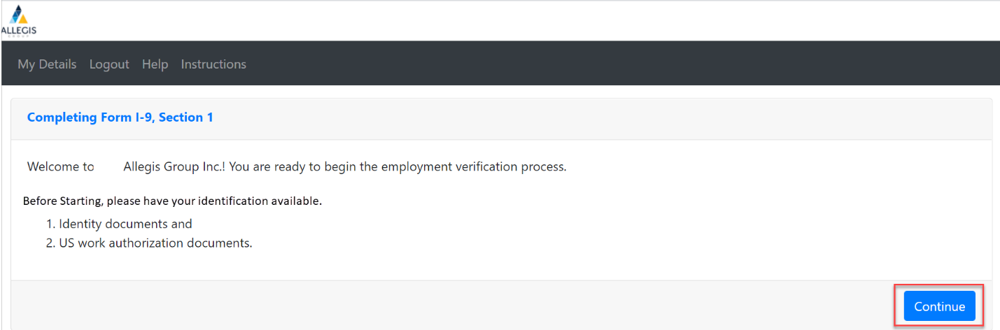 ALLEGIS
GROUP
My Details Logout Help Instructions
Completing Form I-9, Section 1
Welcome to Allegis Group Inc.! You are ready to begin the employment verification process.
Before Starting, please have your identification available.
1. Identity documents and
2. US work authorization documents.
Continue